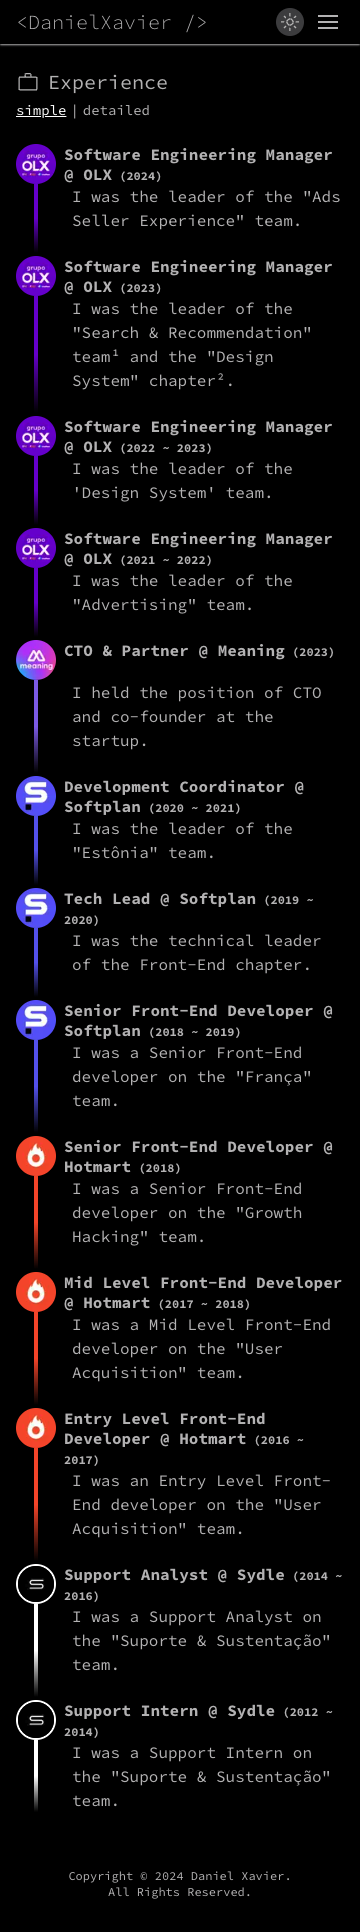 <DanielXavier />
Experience
simple | detailed
grupo
OLX
Software Engineering Manager
@ OLX (2024)
I was the leader of the "Ads
Seller Experience" team.
grupo
OLX
Software Engineering Manager
@ OLX (2023)
I was the leader of the
"Search & Recommendation"
team¹ and the "Design
System" chapter².
grupo
OLX
Software Engineering Manager
@ OLX (2022 ~ 2023)
I was the leader of the
'Design System' team.
grupo
OLX
Software Engineering Manager
@ OLX (2021 ~ 2022)
I was the leader of the
"Advertising" team.
meaning
CTO & Partner @ Meaning (2023)
I held the position of CTO
and co-founder at the
startup.
Development Coordinator @
Softplan (2020 ~ 2021)
I was the leader of the
"Estônia" team.
Tech Lead @ Softplan (2019 ~
2020)
I was the technical leader
of the Front-End chapter.
Senior Front-End Developer @
Softplan (2018 ~ 2019)
I was a Senior Front-End
developer on the "França"
team.
Senior Front-End Developer @
Hotmart (2018)
I was a Senior Front-End
developer on the "Growth
Hacking" team.
Mid Level Front-End Developer
@ Hotmart (2017 ~ 2018)
I was a Mid Level Front-End
developer on the "User
Acquisition" team.
Entry Level Front-End
Developer @ Hotmart (2016 ~
2017)
I was an Entry Level Front-
End developer on the "User
Acquisition" team.
Support Analyst @ Sydle (2014 ~
2016)
I was a Support Analyst on
the "Suporte & Sustentação"
team.
Support Intern @ Sydle (2012 ~
2014)
I was a Support Intern on
the "Suporte & Sustentação"
team.
Copyright © 2024 Daniel Xavier.
All Rights Reserved.